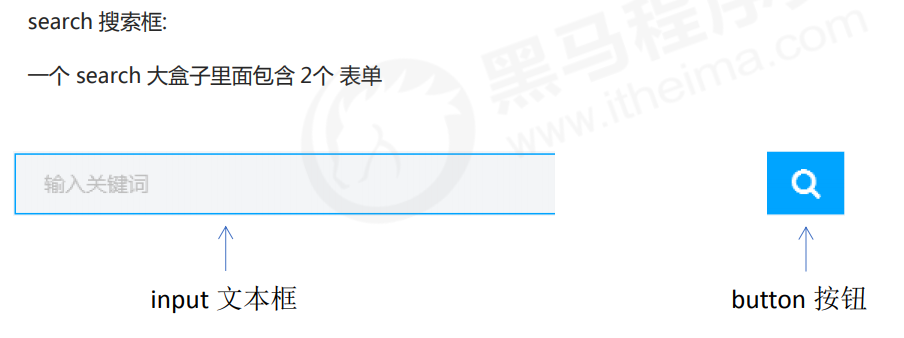 search 搜索框:
一个 search 大盒子里面包含 2个 表单
黑马程序员
www.itheima.com
输入关键词
input 文本框
button 按钮